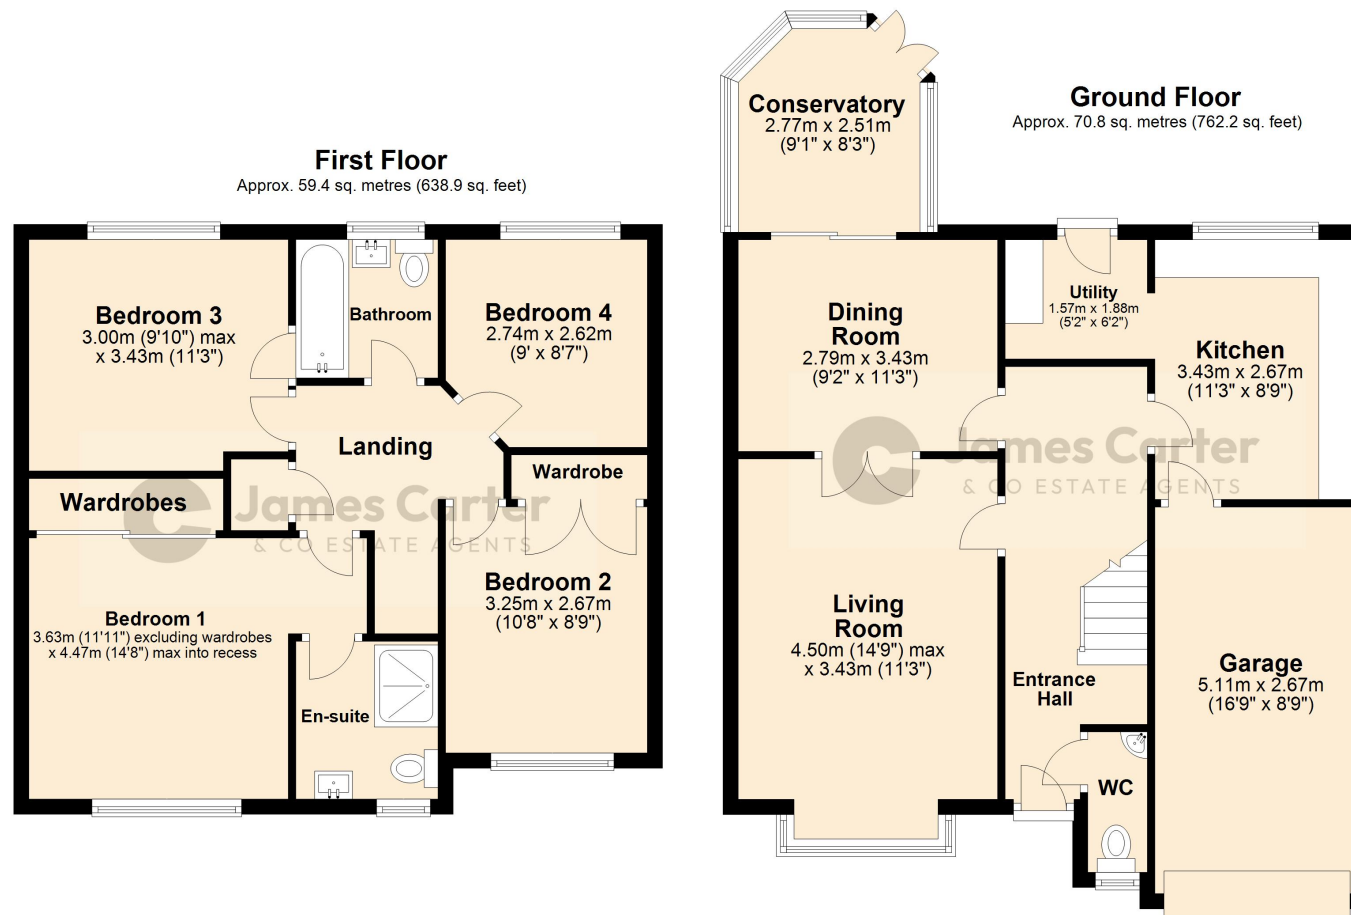 First Floor
Approx. 59.4 sq. metres (638.9 sq. feet)
Bedroom 3
3.00m (9'10") max
x 3.43m (11'3")
Bathroom
Bedroom 4
2.74m x 2.62m
(9' x 8'7")
Landing
Wardrobes
Wardrobe
James Carter
& CO ESTATE AGENTS
Bedroom 1
3.63m (11'11") excluding wardrobes
x 4.47m (14'8") max into recess
Bedroom 2
3.25m x 2.67m
(10'8" x 8'9")
En-suite
Ground Floor
Approx. 70.8 sq. metres (762.2 sq. feet)
Conservatory
2.77m x 2.51m
(9'1" x 8'3")
Dining
Room
2.79m x 3.43m
(9'2" x 11'3")
Utility
1.57m x 1.88m
(5'2" x 6'2")
Kitchen
3.43m x 2.67m
(11'3" x 8'9")
James Carter
& CO ESTATE AGENTS
Living
Room
4.50m (14'9") max
x 3.43m (11'3")
Entrance
Hall
Garage
5.11m x 2.67m
(16'9" x 8'9")
WC